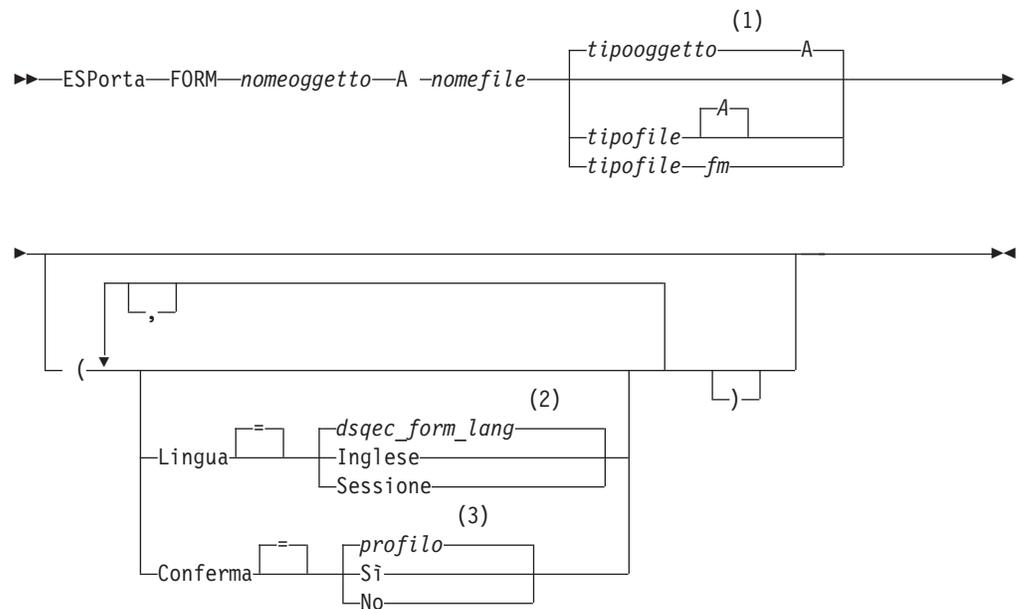 (1)
tipooggetto A
ESPorta FORM nomeoggetto A nomefile
A
tipofile
tipofile fm
,
(
)
(2)
dsqec_form_lang
=
Lingua Inglese
Sessione
(3)
profilo
=
Conferma Sì
No